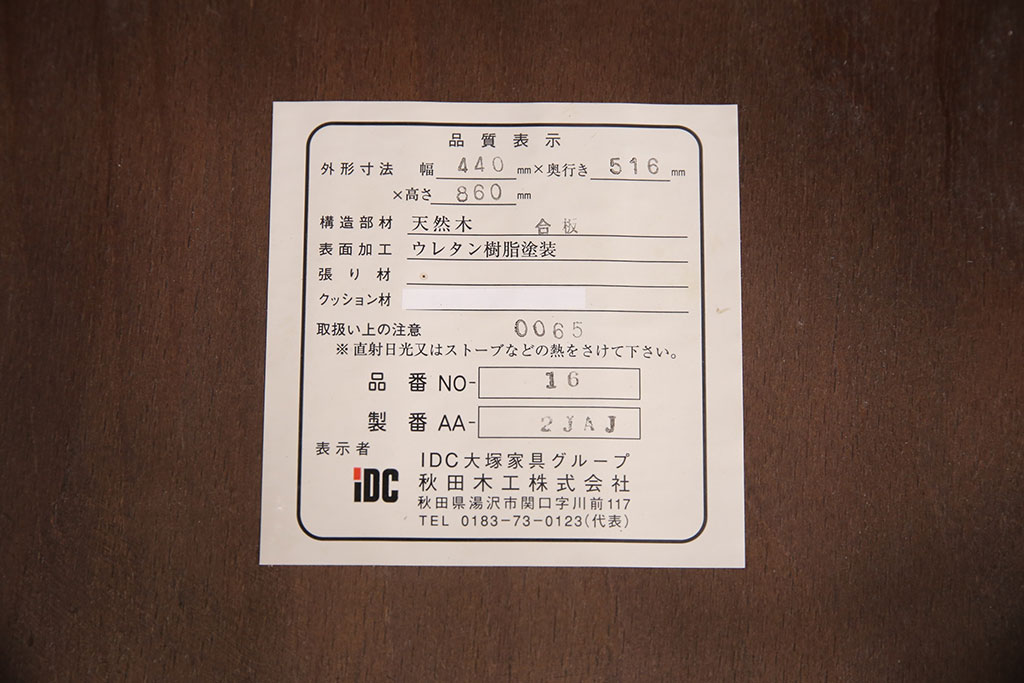 品質表示
外形寸法 幅 440 mm×奥行き 516 mm
×高さ 860 mm
構造部材 天然木 合板
表面加工 ウレタン樹脂塗装
張り材
クッション材
取扱い上の注意 0065
※直射日光又はストーブなどの熱をさけて下さい。
品番 NO- 16
製番 AA- 2JAJ
表示者
iDC
IDC大塚家具グループ
秋田木工株式会社
秋田県湯沢市関口字川前117
TEL 0183-73-0123(代表)